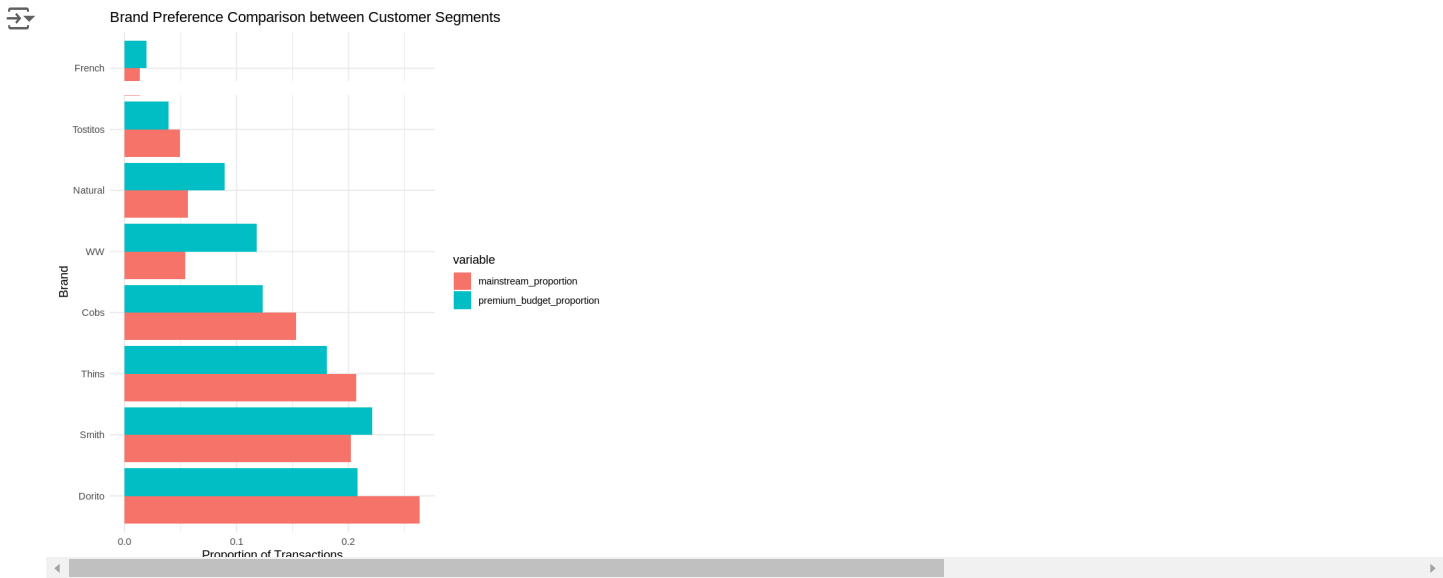 Brand Preference Comparison between Customer Segments
French
Tostitos
Natural
WW
Cobs
Thins
Smith
Dorito
Brand
0.0 0.1 0.2
Proportion of Transactions
variable
mainstream_proportion
premium_budget_proportion